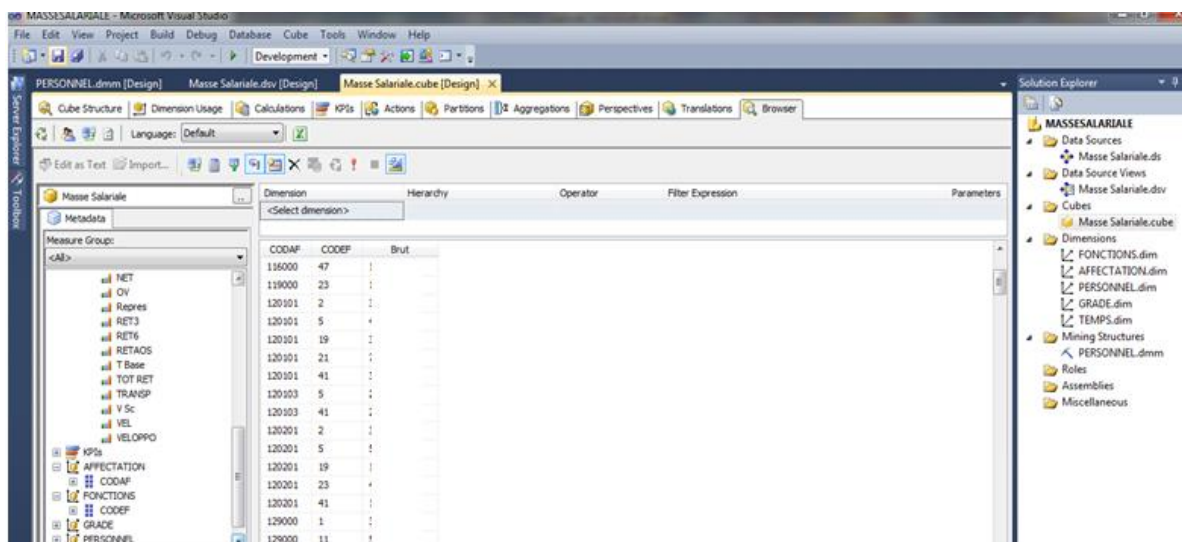 MASSESALARIALE - Microsoft Visual Studio
File Edit View Project Build Debug Database Cube Tools Window Help
Development
PERSONNEL.dmm [Design] Masse Salariale.dsv [Design] Masse Salariale.cube [Design]
Cube Structure Dimension Usage Calculations KPIs Actions Partitions Aggregations Perspectives Translations Browser
Language: Default
Edit as Text Import...
Server Explorer
Toolbox
Masse Salariale
Metadata
Measure Group:
<All>
NET
OV
Repres
RET3
RET6
RETAOS
T Base
TOT RET
TRANSP
V Sc
VEL
VELOPPO
KPIs
AFFECTATION
CODAF
FONCTIONS
CODEF
GRADE
PERSONNEL
Dimension Hierarchy Operator Filter Expression Parameters
<Select dimension>
CODAF CODEF Brut
116000 47
119000 23
120101 2
120101 5
120101 19
120101 21
120101 41
120103 5
120103 41
120201 2
120201 5
120201 19
120201 23
120201 41
129000 1
129000 11
Solution Explorer
MASSESALARIALE
Data Sources
Masse Salariale.ds
Data Source Views
Masse Salariale.dsv
Cubes
Masse Salariale.cube
Dimensions
FONCTIONS.dim
AFFECTATION.dim
PERSONNEL.dim
GRADE.dim
TEMPS.dim
Mining Structures
PERSONNEL.dmm
Roles
Assemblies
Miscellaneous